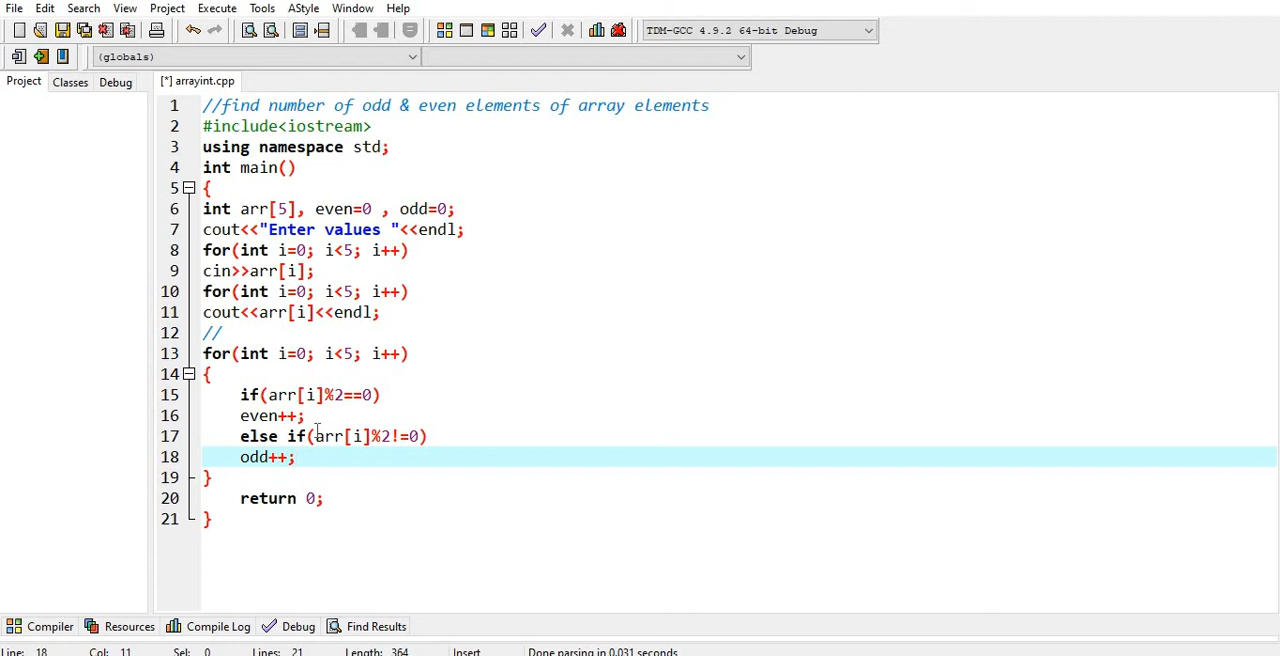 File Edit Search View Project Execute Tools AStyle Window Help
TDM-GCC 4.9.2 64-bit Debug
(globals)
Project Classes Debug [*] arrayint.cpp
1 //find number of odd & even elements of array elements
2 #include<iostream>
3 using namespace std;
4 int main()
5 {
6 int arr[5], even=0 , odd=0;
7 cout<<"Enter values "<<endl;
8 for(int i=0; i<5; i++)
9 cin>>arr[i];
10 for(int i=0; i<5; i++)
11 cout<<arr[i]<<endl;
12 //
13 for(int i=0; i<5; i++)
14 {
15 if(arr[i]%2==0)
16 even++;
17 else if(arr[i]%2!=0)
18 odd++;
19 }
20 return 0;
21 }
Compiler Resources Compile Log Debug Find Results
Line: 18 Col: 11 Sel: 0 Lines: 21 Length: 364 Insert Done parsing in 0.031 seconds